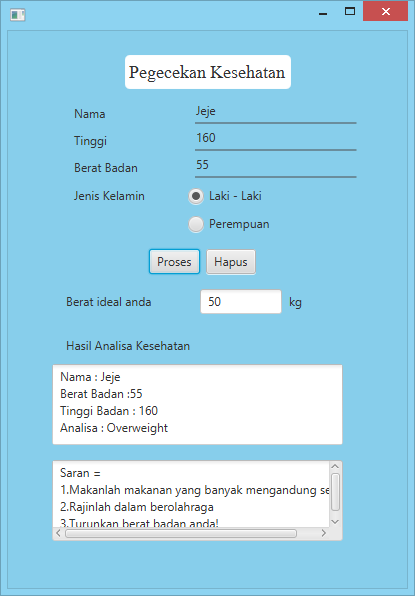 Pegecekan Kesehatan
Nama Jeje
Tinggi 160
Berat Badan 55
Jenis Kelamin Laki - Laki
Perempuan
Proses Hapus
Berat ideal anda 50 kg
Hasil Analisa Kesehatan
Nama : Jeje
Berat Badan :55
Tinggi Badan : 160
Analisa : Overweight
Saran =
1.Makanlah makanan yang banyak mengandung se
2.Rajinlah dalam berolahraga
3.Turunkan berat badan anda!